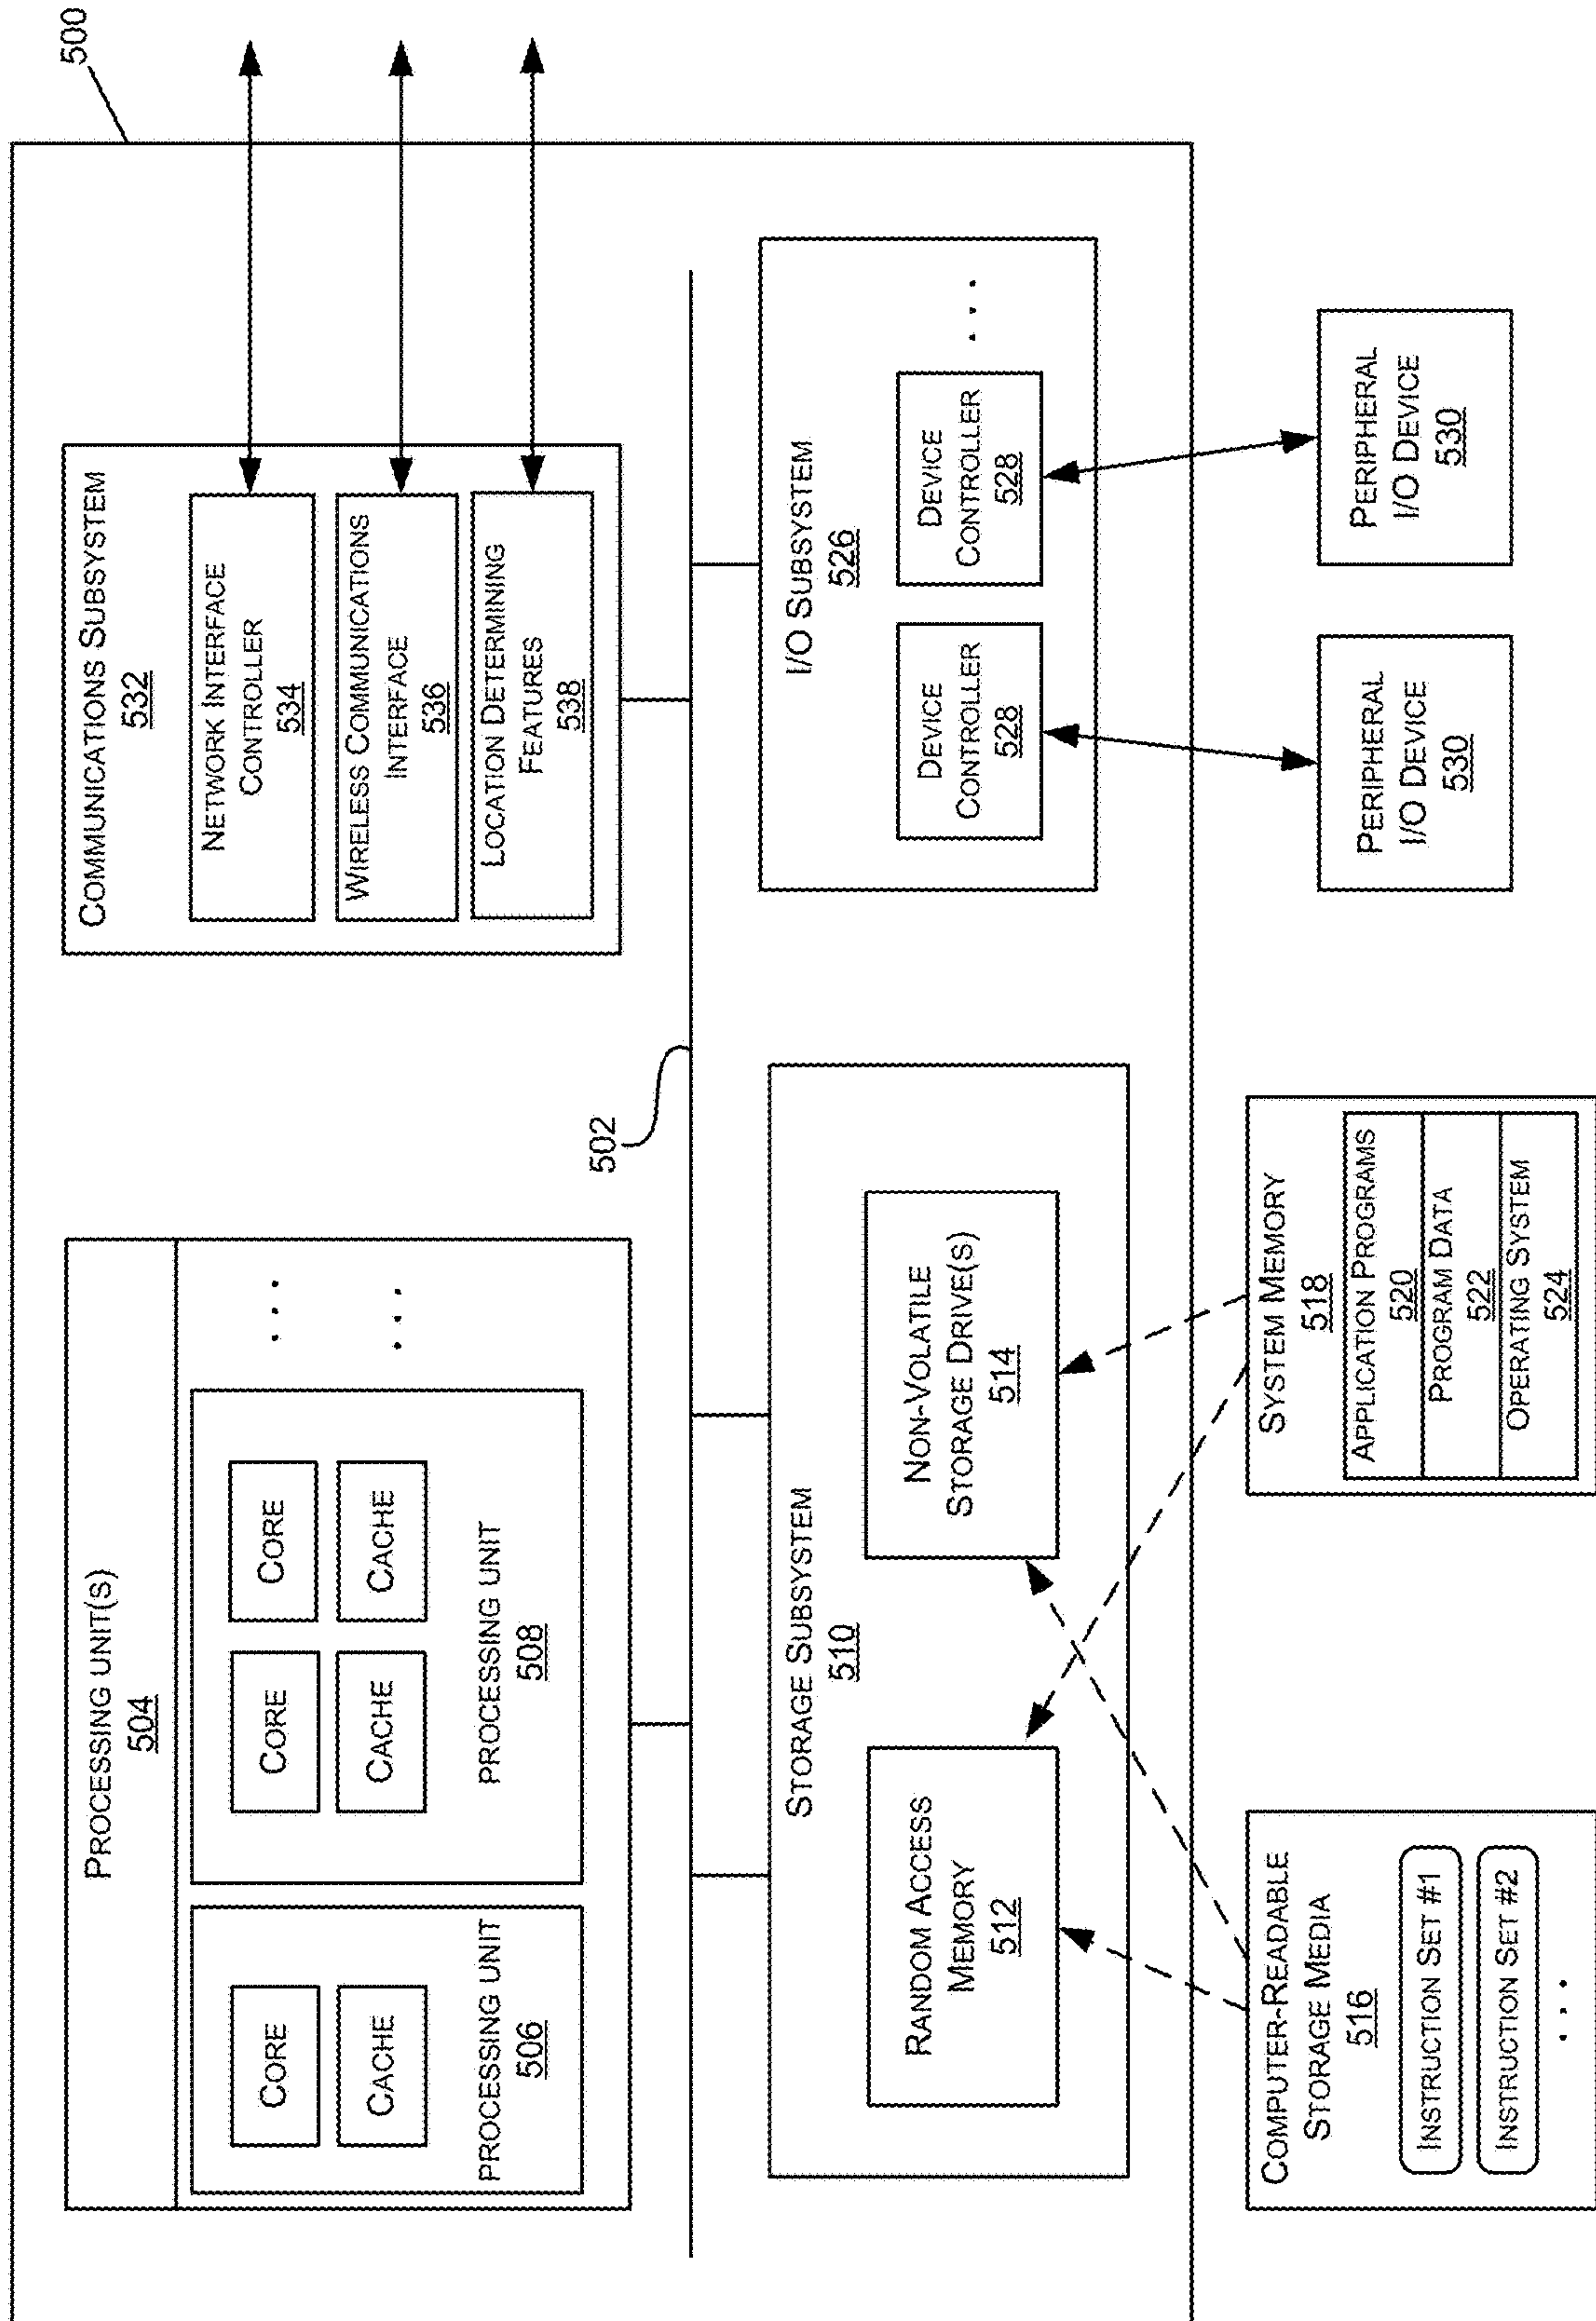 500
PROCESSING UNIT(S)
504
CORE
CACHE
PROCESSING UNIT
506
CORE
CORE
CACHE
CACHE
PROCESSING UNIT
508
. . .
. . .
COMMUNICATIONS SUBSYSTEM
532
NETWORK INTERFACE
CONTROLLER
534
WIRELESS COMMUNICATIONS
INTERFACE
536
LOCATION DETERMINING
FEATURES
538
502
STORAGE SUBSYSTEM
510
RANDOM ACCESS
MEMORY
512
NON-VOLATILE
STORAGE DRIVE(S)
514
I/O SUBSYSTEM
526
DEVICE
CONTROLLER
528
DEVICE
CONTROLLER
528
. . .
COMPUTER-READABLE
STORAGE MEDIA
516
INSTRUCTION SET #1
INSTRUCTION SET #2
. . .
SYSTEM MEMORY
518
APPLICATION PROGRAMS
520
PROGRAM DATA
522
OPERATING SYSTEM
524
PERIPHERAL
I/O DEVICE
530
PERIPHERAL
I/O DEVICE
530